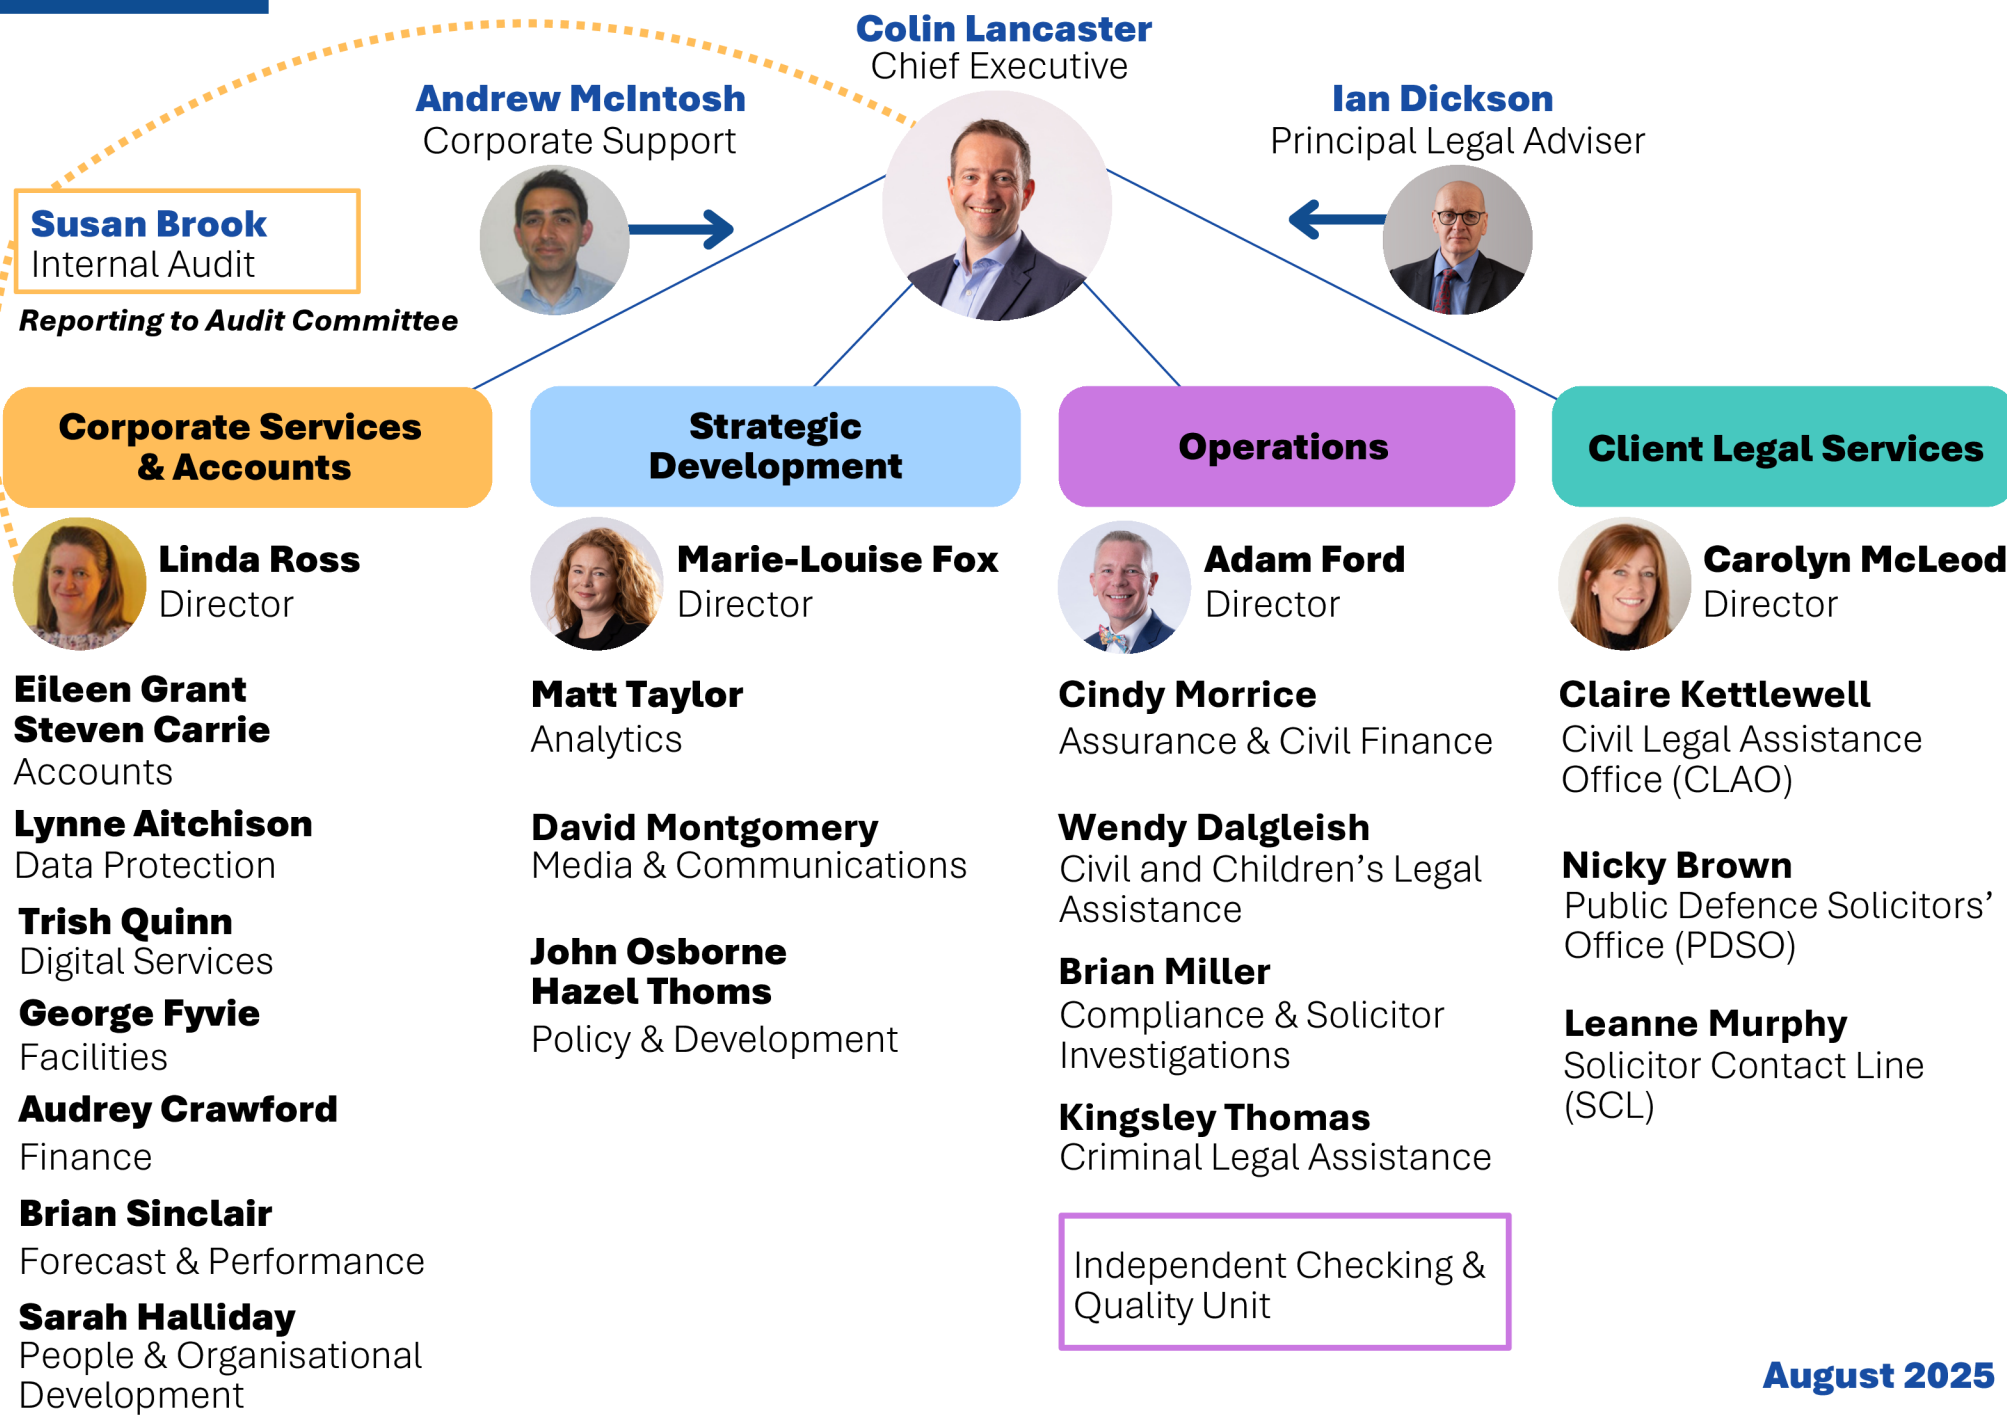 Colin Lancaster
Chief Executive
Andrew McIntosh
Corporate Support
Ian Dickson
Principal Legal Adviser
Susan Brook
Internal Audit
Reporting to Audit Committee
Corporate Services
& Accounts
Linda Ross
Director
Eileen Grant
Steven Carrie
Accounts
Lynne Aitchison
Data Protection
Trish Quinn
Digital Services
George Fyvie
Facilities
Audrey Crawford
Finance
Brian Sinclair
Forecast & Performance
Sarah Halliday
People & Organisational
Development
Strategic
Development
Marie-Louise Fox
Director
Matt Taylor
Analytics
David Montgomery
Media & Communications
John Osborne
Hazel Thoms
Policy & Development
Operations
Adam Ford
Director
Cindy Morrice
Assurance & Civil Finance
Wendy Dalgleish
Civil and Children’s Legal
Assistance
Brian Miller
Compliance & Solicitor
Investigations
Kingsley Thomas
Criminal Legal Assistance
Independent Checking &
Quality Unit
Client Legal Services
Carolyn McLeod
Director
Claire Kettlewell
Civil Legal Assistance
Office (CLAO)
Nicky Brown
Public Defence Solicitors’
Office (PDSO)
Leanne Murphy
Solicitor Contact Line
(SCL)
August 2025